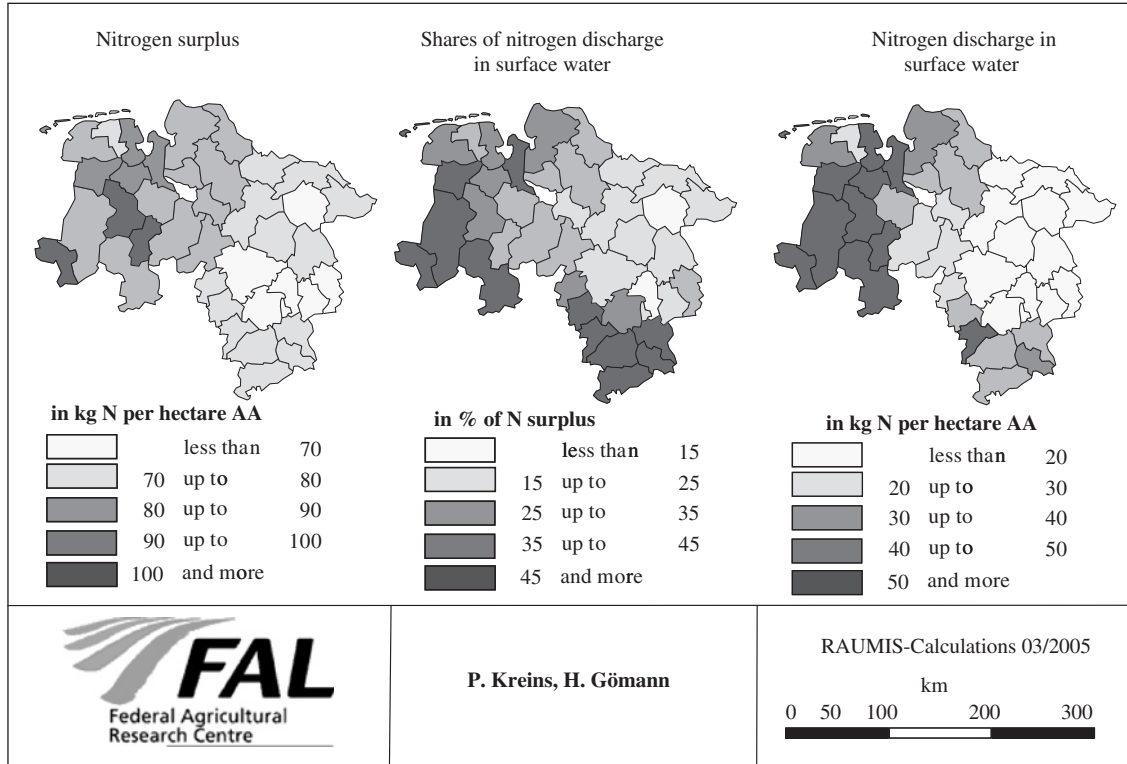 Nitrogen surplus
Shares of nitrogen discharge
in surface water
Nitrogen discharge in
surface water
in kg N per hectare AA
less than 70
70 up to 80
80 up to 90
90 up to 100
100 and more
in % of N surplus
less than 15
15 up to 25
25 up to 35
35 up to 45
45 and more
in kg N per hectare AA
less than 20
20 up to 30
30 up to 40
40 up to 50
50 and more
FAL
Federal Agricultural
Research Centre
P. Kreins, H. Gömann
RAUMIS-Calculations 03/2005
km
0 50 100 200 300